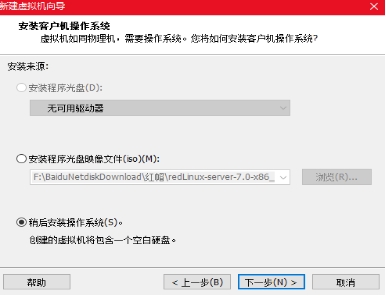 新建虚拟机向导
安装客户机操作系统
虚拟机如同物理机，需要操作系统。您将如何安装客户机操作系统?
安装来源:
安装程序光盘(D):
无可用驱动器
安装程序光盘映像文件(iso)(M):
F:\BaiduNetdiskDownload\红帽\redLinux-server-7.0-x86_
浏览(R)...
稍后安装操作系统(S)。
创建的虚拟机将包含一个空白硬盘。
帮助
< 上一步(B)
下一步(N) >
取消